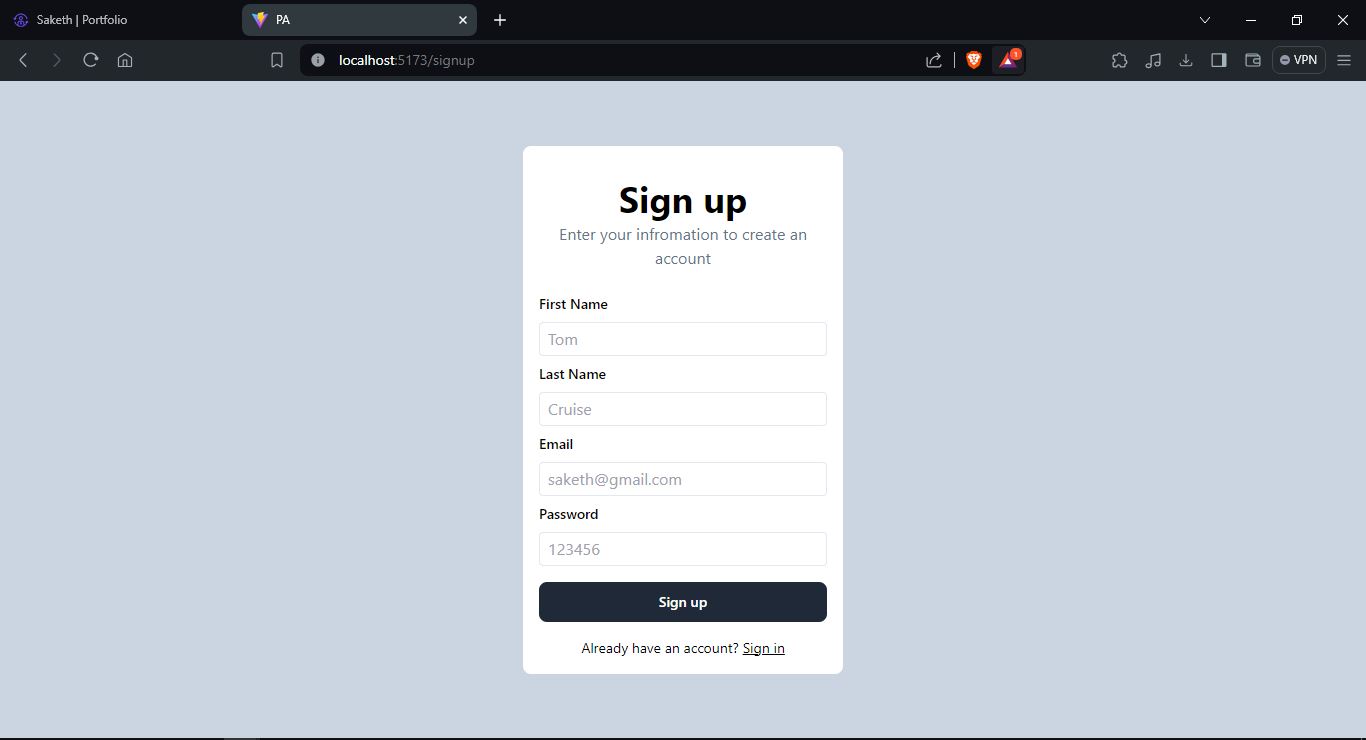 Saketh | Portfolio
PA
localhost:5173/signup
1
VPN
Sign up
Enter your infromation to create an
account
First Name
Tom
Last Name
Cruise
Email
saketh@gmail.com
Password
123456
Sign up
Already have an account? Sign in